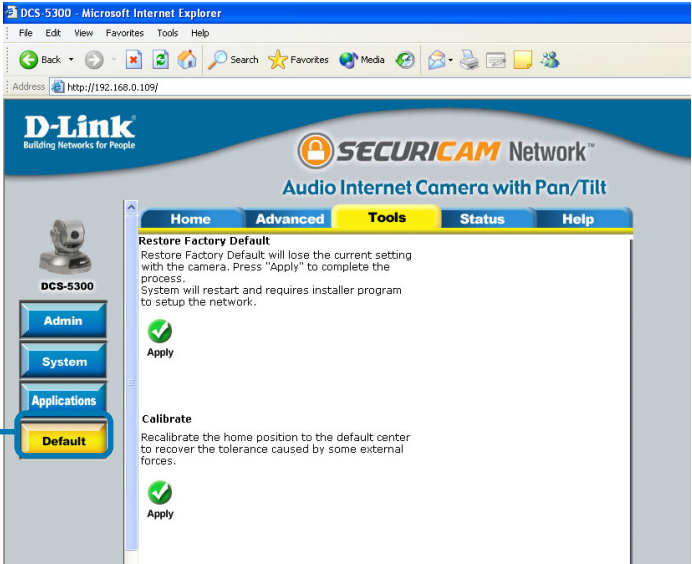 DCS-5300 - Microsoft Internet Explorer
File Edit View Favorites Tools Help
Back Search Favorites Media
Address http://192.168.0.109/
D-Link®
Building Networks for People
SECURICAM Network™
Audio Internet Camera with Pan/Tilt
Home Advanced Tools Status Help
DCS-5300
Admin
System
Applications
Default
Restore Factory Default
Restore Factory Default will lose the current setting
with the camera. Press "Apply" to complete the
process.
System will restart and requires installer program
to setup the network.
Apply
Calibrate
Recalibrate the home position to the default center
to recover the tolerance caused by some external
forces.
Apply